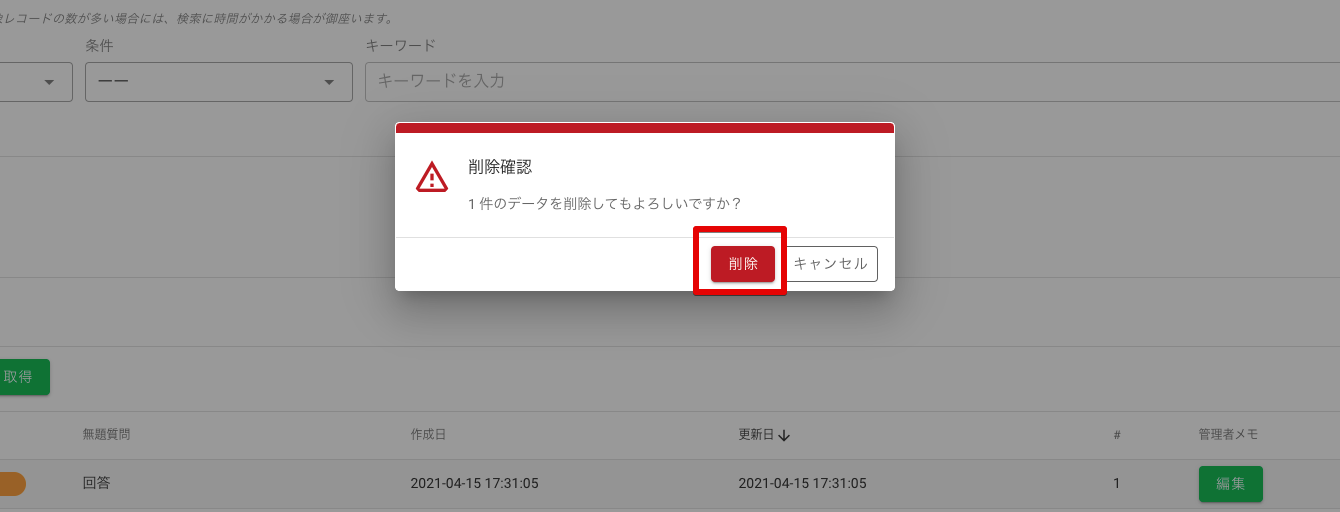 レコードの数が多い場合には、検索に時間がかかる場合が御座います。
条件
キーワード
ーー
キーワードを入力
削除確認
1 件のデータを削除してもよろしいですか？
削除
キャンセル
取得
無題質問
作成日
更新日
#
管理者メモ
回答
2021-04-15 17:31:05
2021-04-15 17:31:05
1
編集